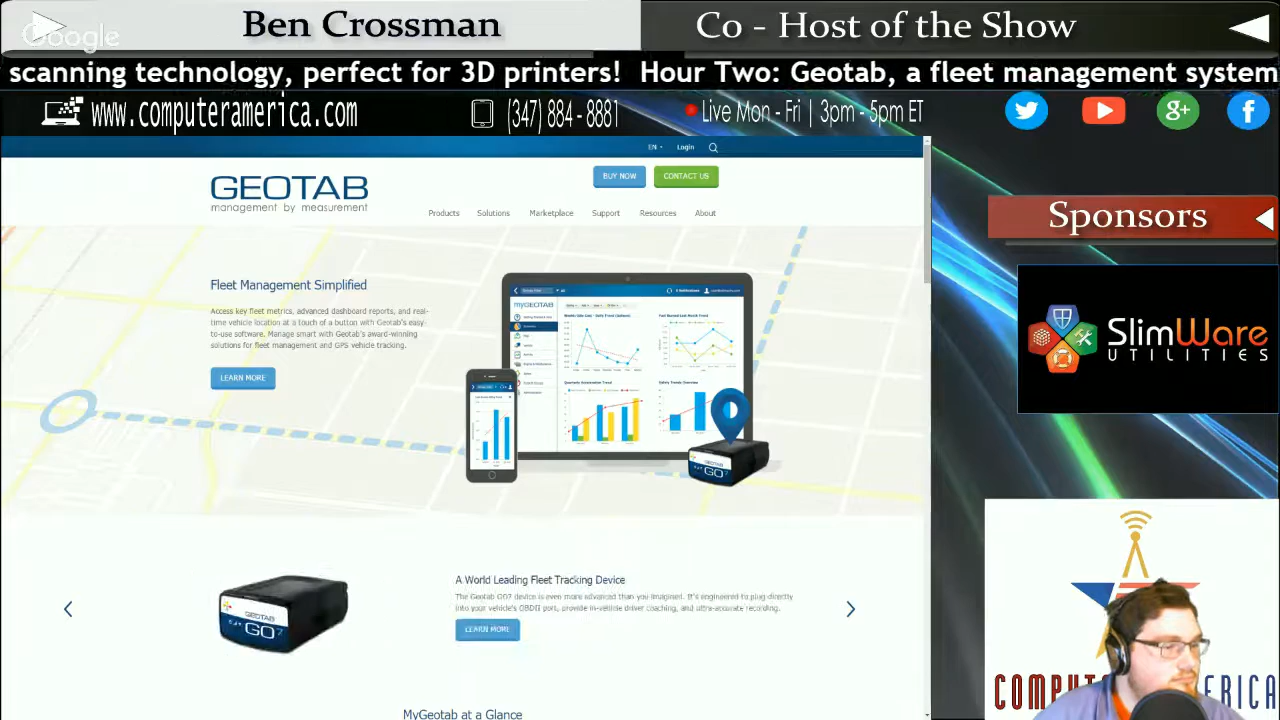 Google
Ben Crossman
Co - Host of the Show
scanning technology, perfect for 3D printers! Hour Two: Geotab, a fleet management system
www.computeramerica.com
(347) 884 - 8881
Live Mon - Fri | 3pm - 5pm ET
EN
Login
BUY NOW
CONTACT US
GEOTAB
management by measurement
Products
Solutions
Marketplace
Support
Resources
About
Sponsors
SlimWare
UTILITIES
Fleet Management Simplified
Access key fleet metrics, advanced dashboard reports, and real-
time vehicle location at a touch of a button with Geotab's easy-
to-use software. Manage smart with Geotab's award-winning
solutions for fleet management and GPS vehicle tracking.
LEARN MORE
myGEOTAB
GEOTAB
GO7
A World Leading Fleet Tracking Device
The Geotab GO7 device is even more advanced than you imagined. It's engineered to plug directly
into your vehicle's OBDII port, provide in-vehicle driver coaching, and ultra-accurate recording.
LEARN MORE
GEOTAB
GO7
MyGeotab at a Glance